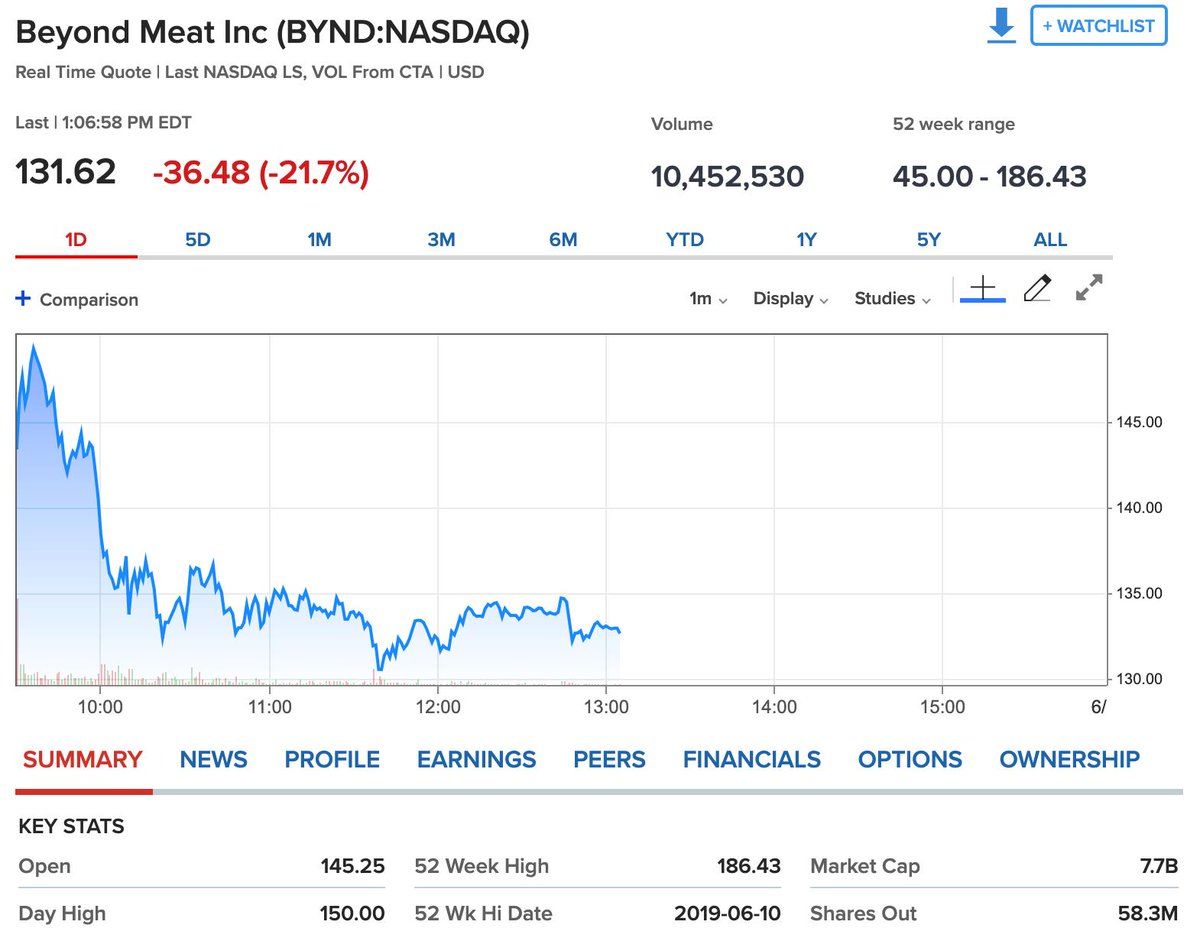 Beyond Meat Inc (BYND:NASDAQ)
+ WATCHLIST
Real Time Quote | Last NASDAQ LS, VOL From CTA | USD
Last | 1:06:58 PM EDT
Volume
52 week range
131.62 -36.48 (-21.7%)
10,452,530
45.00 - 186.43
1D 5D 1M 3M 6M YTD 1Y 5Y ALL
+ Comparison
1m Display Studies
145.00
140.00
135.00
130.00
10:00 11:00 12:00 13:00 14:00 15:00 6/
SUMMARY NEWS PROFILE EARNINGS PEERS FINANCIALS OPTIONS OWNERSHIP
KEY STATS
Open 145.25 52 Week High 186.43 Market Cap 7.7B
Day High 150.00 52 Wk Hi Date 2019-06-10 Shares Out 58.3M